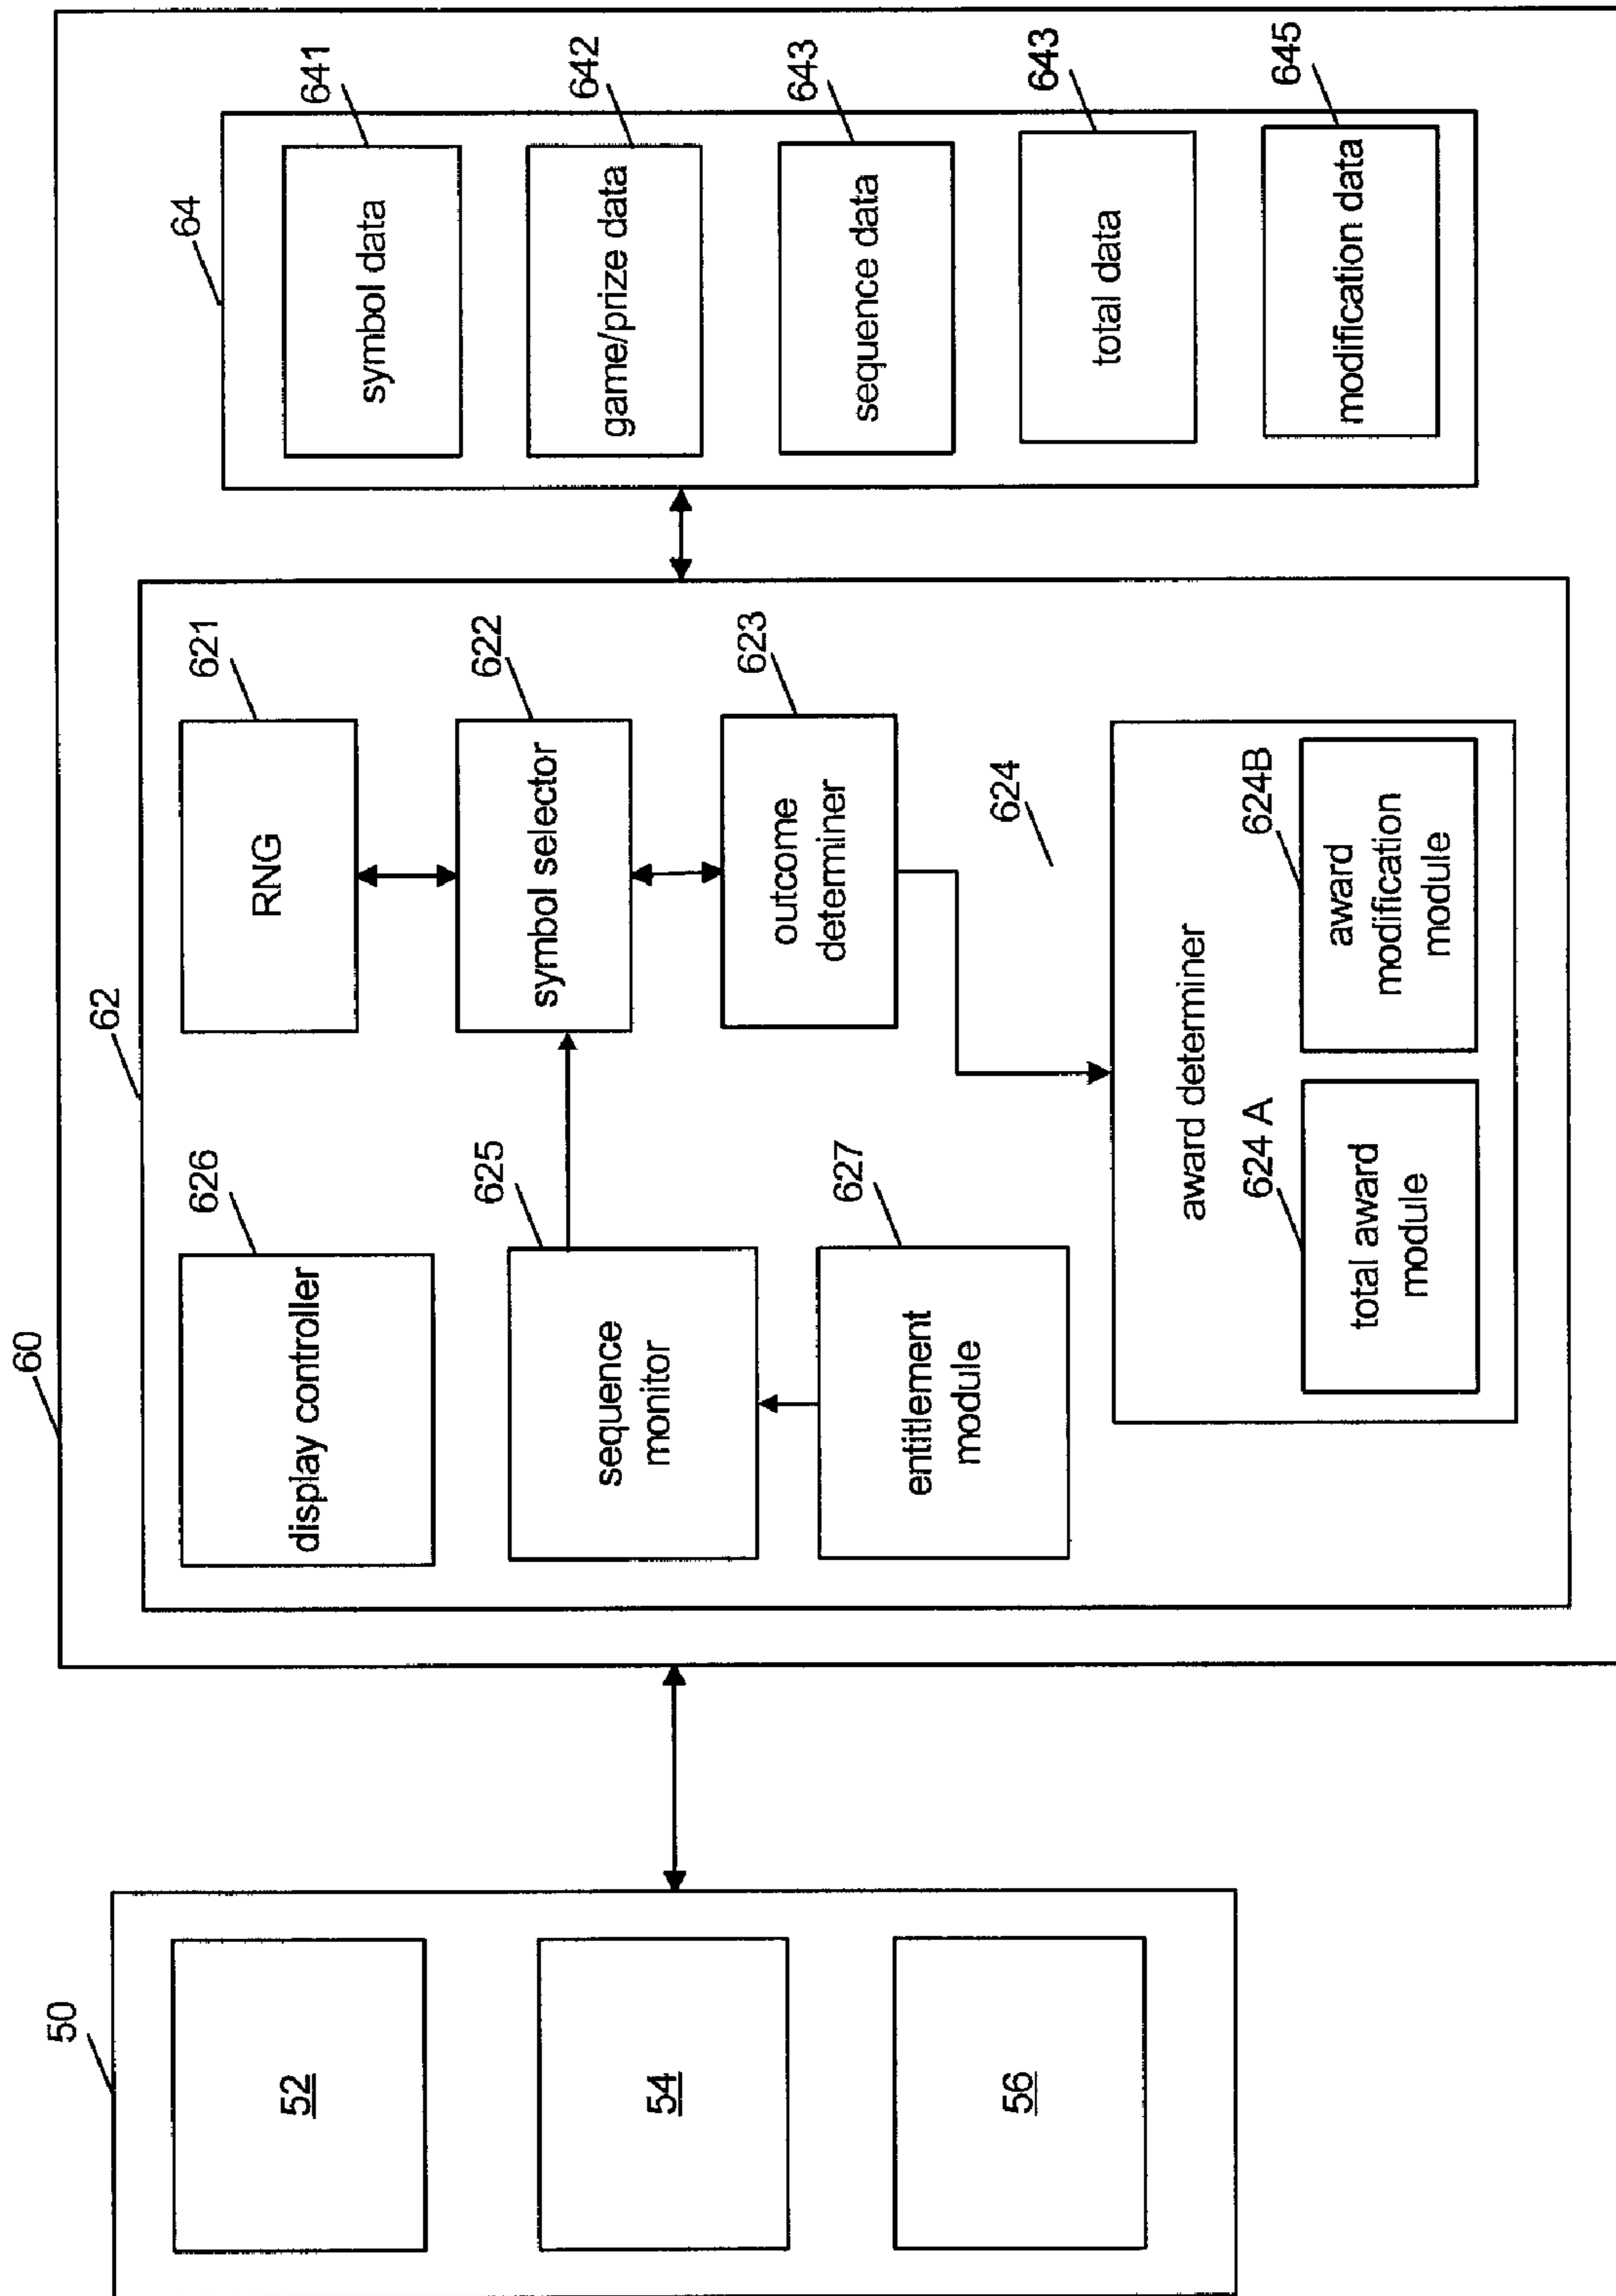 60
64
symbol data
641
game/prize data
642
sequence data
643
total data
643
modification data
645
62
display controller
626
RNG
621
sequence
monitor
625
symbol selector
622
entitlement
module
627
outcome
determiner
623
624
award determiner
total award
module
624 A
award
modification
module
624B
50
52
54
56